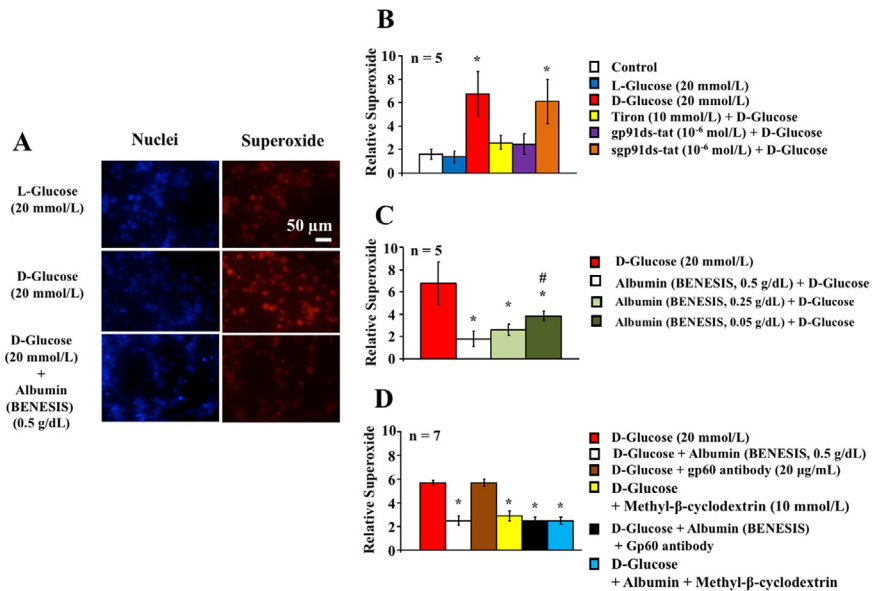 A
Nuclei Superoxide
L-Glucose
(20 mmol/L)
50 µm
D-Glucose
(20 mmol/L)
D-Glucose
(20 mmol/L)
+
Albumin
(BENESIS)
(0.5 g/dL)
B
Relative Superoxide
10
8
6
4
2
0
n = 5
*
*
Control
L-Glucose (20 mmol/L)
D-Glucose (20 mmol/L)
Tiron (10 mmol/L) + D-Glucose
gp91ds-tat (10⁻⁶ mol/L) + D-Glucose
sgp91ds-tat (10⁻⁶ mol/L) + D-Glucose
C
Relative Superoxide
10
8
6
4
2
0
n = 5
*
*
#
*
D-Glucose (20 mmol/L)
Albumin (BENESIS, 0.5 g/dL) + D-Glucose
Albumin (BENESIS, 0.25 g/dL) + D-Glucose
Albumin (BENESIS, 0.05 g/dL) + D-Glucose
D
Relative Superoxide
10
8
6
4
2
0
n = 7
*
*
*
*
D-Glucose (20 mmol/L)
D-Glucose + Albumin (BENESIS, 0.5 g/dL)
D-Glucose + gp60 antibody (20 µg/mL)
D-Glucose
+ Methyl-β-cyclodextrin (10 mmol/L)
D-Glucose + Albumin (BENESIS)
+ Gp60 antibody
D-Glucose
+ Albumin + Methyl-β-cyclodextrin